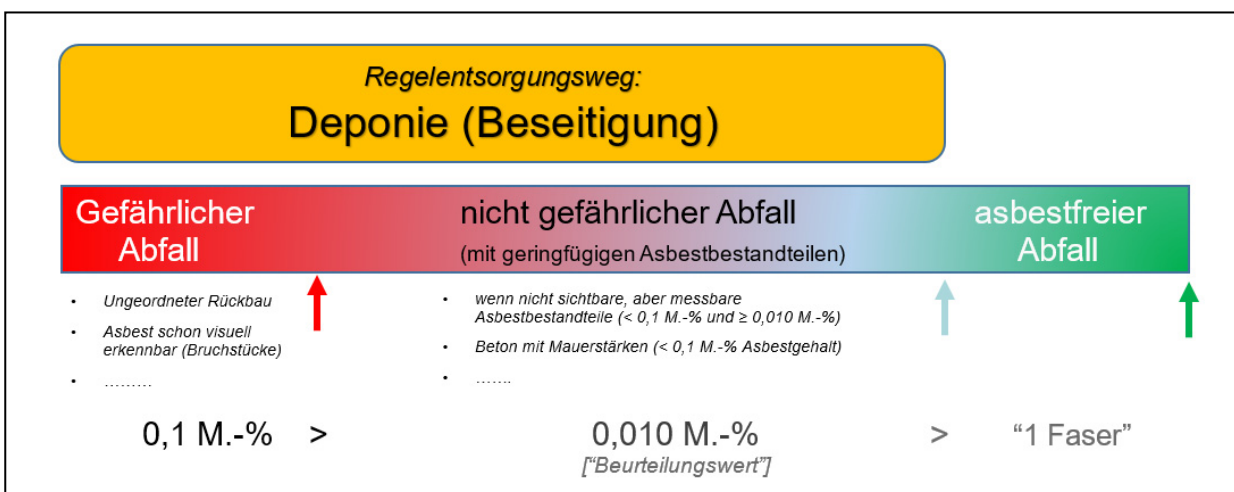 Regelentsorgungsweg:
Deponie (Beseitigung)
Gefährlicher
Abfall
nicht gefährlicher Abfall
(mit geringfügigen Asbestbestandteilen)
asbestfreier
Abfall
• Ungeordneter Rückbau
• Asbest schon visuell
erkennbar (Bruchstücke)
• ………
• wenn nicht sichtbare, aber messbare
Asbestbestandteile (< 0,1 M.-% und ≥ 0,010 M.-%)
• Beton mit Mauerstärken (< 0,1 M.-% Asbestgehalt)
• …….
0,1 M.-% > 0,010 M.-% > “1 Faser”
[“Beurteilungswert”]